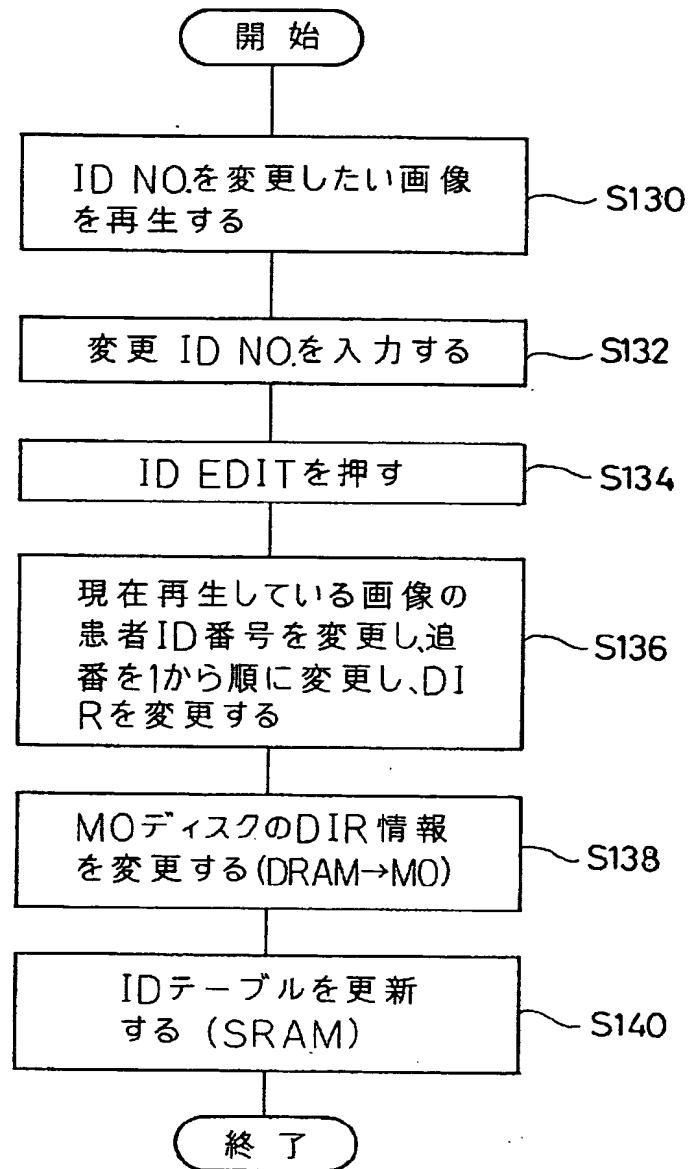 開始
ID NO.を変更したい画像
を再生する
S130
変更 ID NO.を入力する
S132
ID EDITを押す
S134
現在再生している画像の
患者ID番号を変更し、追
番を1から順に変更し、DI
Rを変更する
S136
MOディスクのDIR情報
を変更する(DRAM→MO)
S138
IDテーブルを更新
する (SRAM)
S140
終了